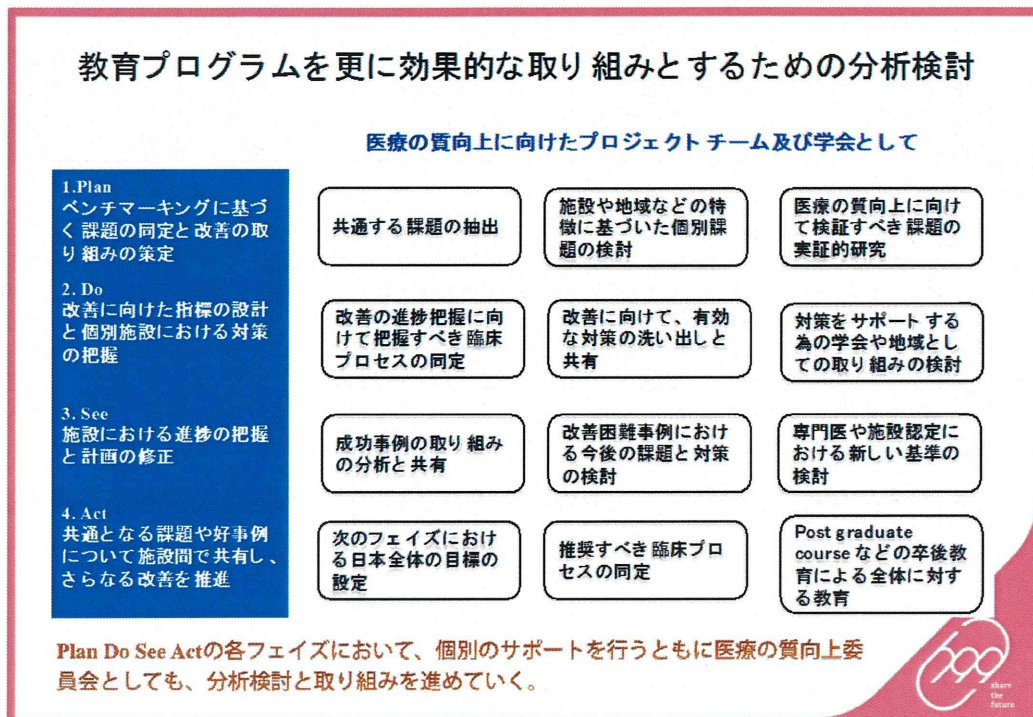 教育プログラムを更に効果的な取り組みとするための分析検討
医療の質向上に向けたプロジェクトチーム及び学会として
1.Plan
ベンチマーキングに基づ
く課題の同定と改善の取
り組みの策定
共通する課題の抽出
施設や地域などの特
徴に基づいた個別課
題の検討
医療の質向上に向け
て検証すべき課題の
実証的研究
2. Do
改善に向けた指標の設計
と個別施設における対策
の把握
改善の進捗把握に向
けて把握すべき臨床
プロセスの同定
改善に向けて、有効
な対策の洗い出しと
共有
対策をサポートする
為の学会や地域とし
ての取り組みの検討
3. See
施設における進捗の把握
と計画の修正
成功事例の取り組み
の分析と共有
改善困難事例におけ
る今後の課題と対策
の検討
専門医や施設認定に
おける新しい基準の
検討
4. Act
共通となる課題や好事例
について施設間で共有し、
さらなる改善を推進
次のフェイズにおけ
る日本全体の目標の
設定
推奨すべき臨床プロ
セスの同定
Post graduate
courseなどの卒後教
育による全体に対す
る教育
Plan Do See Actの各フェイズにおいて、個別のサポートを行うともに医療の質向上委
員会としても、分析検討と取り組みを進めていく。
share
the
future